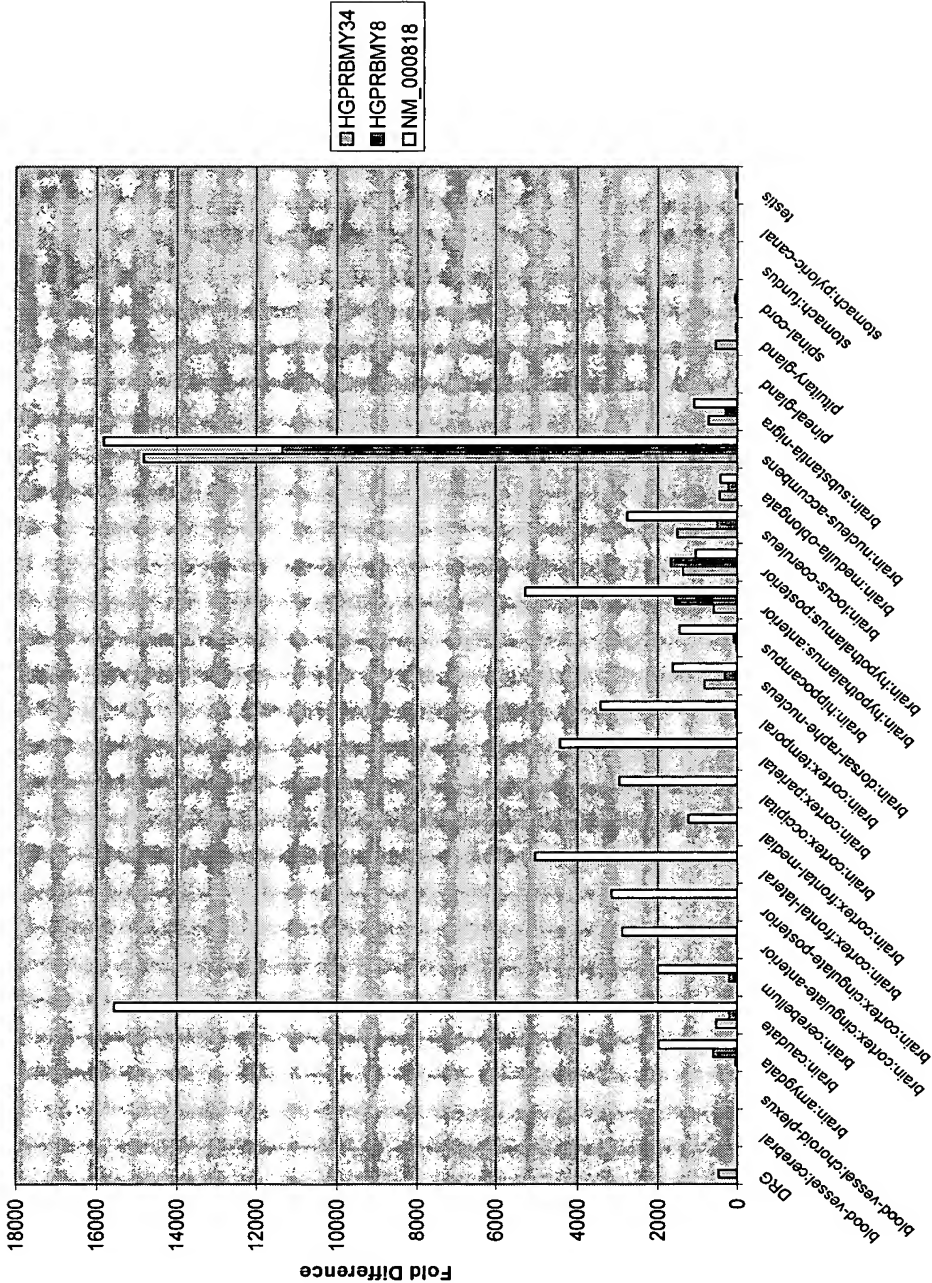 HGPRBMY34
HGPRBMY8
NM_000818
Fold Difference
18000
16000
14000
12000
10000
8000
6000
4000
2000
0
DRG
blood-vessel:cerebral
blood-vessel:choroid-plexus
brain:amygdala
brain:caudate
brain:cerebellum
brain:cortex:cingulate-anterior
brain:cortex:cingulate-posterior
brain:cortex:frontal-lateral
brain:cortex:frontal-medial
brain:cortex:occipital
brain:cortex:parietal
brain:cortex:temporal
brain:dorsal-raphe-nucleus
brain:hippocampus
brain:hypothalamus:anterior
brain:hypothalamus:posterior
brain:locus-coeruleus
brain:medulla-oblongata
brain:nucleus-accumbens
brain:substantia-nigra
pineal-gland
pituitary-gland
spinal-cord
stomach:fundus
stomach:pyloric-canal
testis